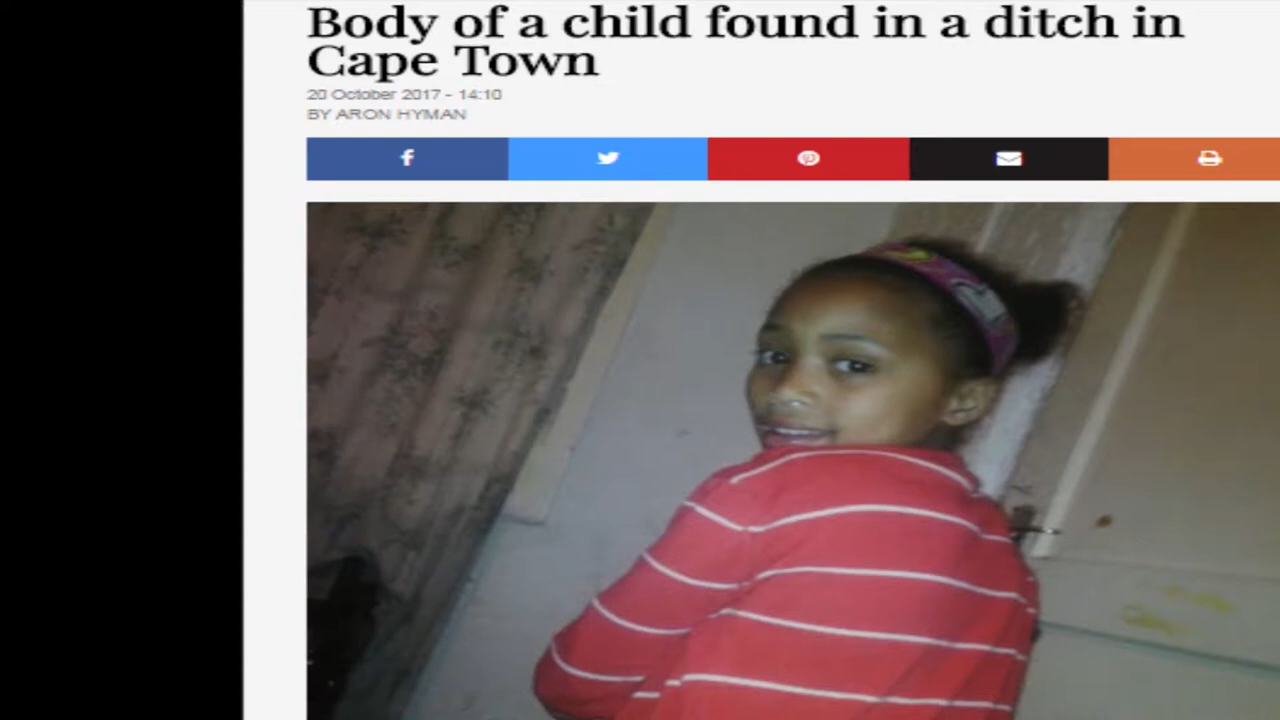 Body of a child found in a ditch in
Cape Town
20 October 2017 - 14:10
BY ARON HYMAN